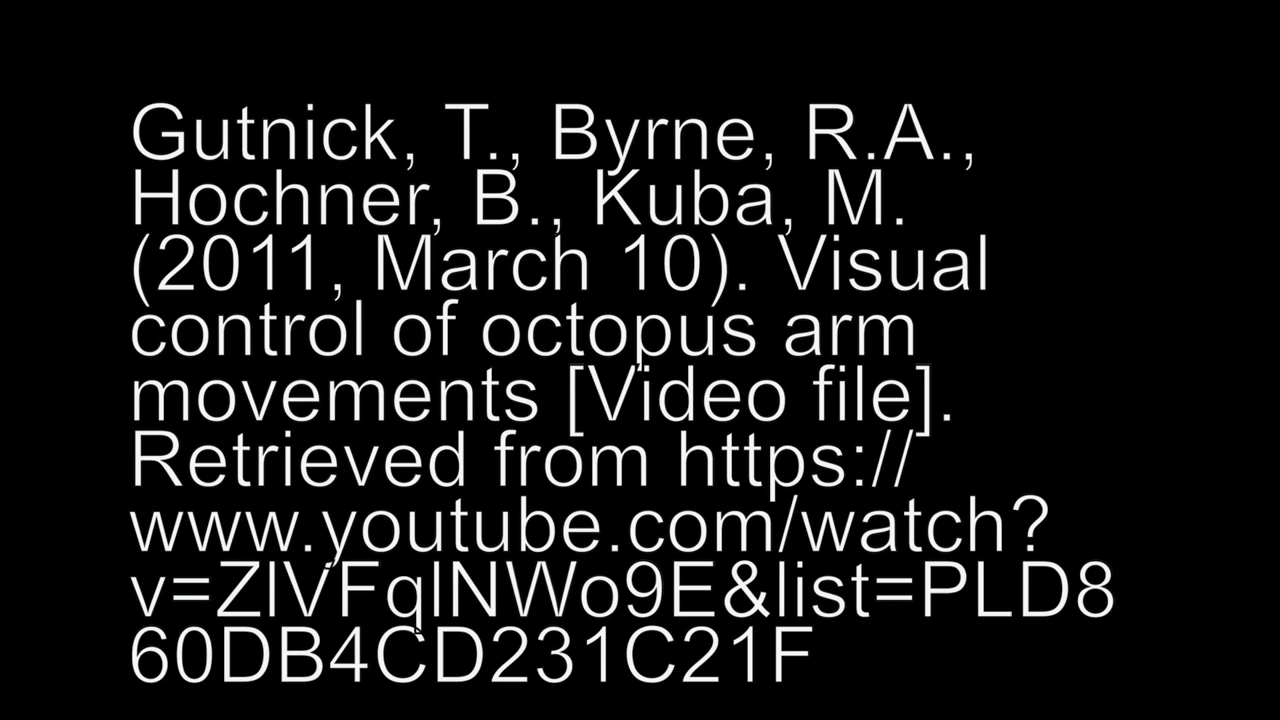 Gutnick, T., Byrne, R.A.,
Hochner, B., Kuba, M.
(2011, March 10). Visual
control of octopus arm
movements [Video file].
Retrieved from https://
www.youtube.com/watch?
v=ZlVFqlNWo9E&list=PLD8
60DB4CD231C21F